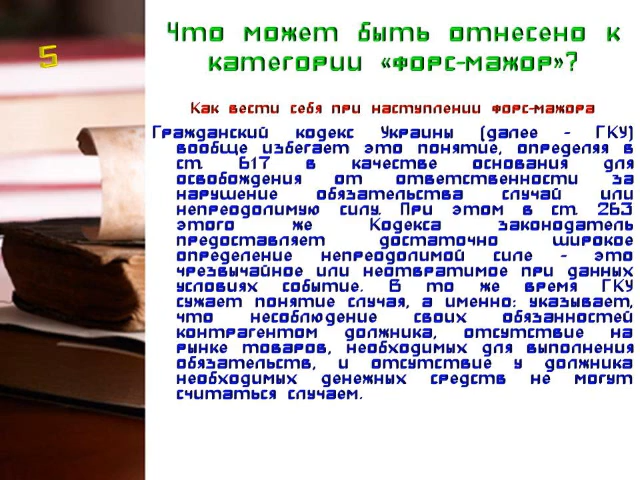 5
Что может быть отнесено к
категории «форс-мажор»?
Как вести себя при наступлении форс-мажора
Гражданский кодекс Украины (далее - ГКУ)
вообще избегает это понятие, определяя в
ст. 617 в качестве основания для
освобождения от ответственности за
нарушение обязательства случай или
непреодолимую силу. При этом в ст. 263
этого же Кодекса законодатель
предоставляет достаточно широкое
определение непреодолимой силе - это
чрезвычайное или неотвратимое при данных
условиях событие. В то же время ГКУ
сужает понятие случая, а именно: указывает,
что несоблюдение своих обязанностей
контрагентом должника, отсутствие на
рынке товаров, необходимых для выполнения
обязательств, и отсутствие у должника
необходимых денежных средств не могут
считаться случаем.